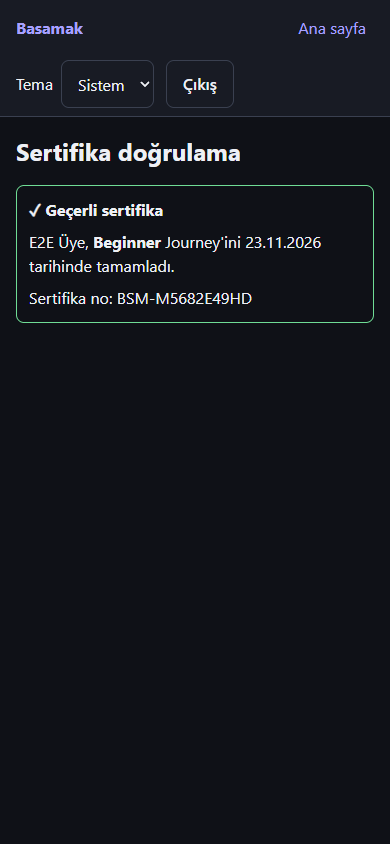 Basamak
Ana sayfa
Tema
Sistem
Çıkış
Sertifika doğrulama
✓ Geçerli sertifika
E2E Üye, Beginner Journey'ini 23.11.2026
tarihinde tamamladı.
Sertifika no: BSM-M5682E49HD